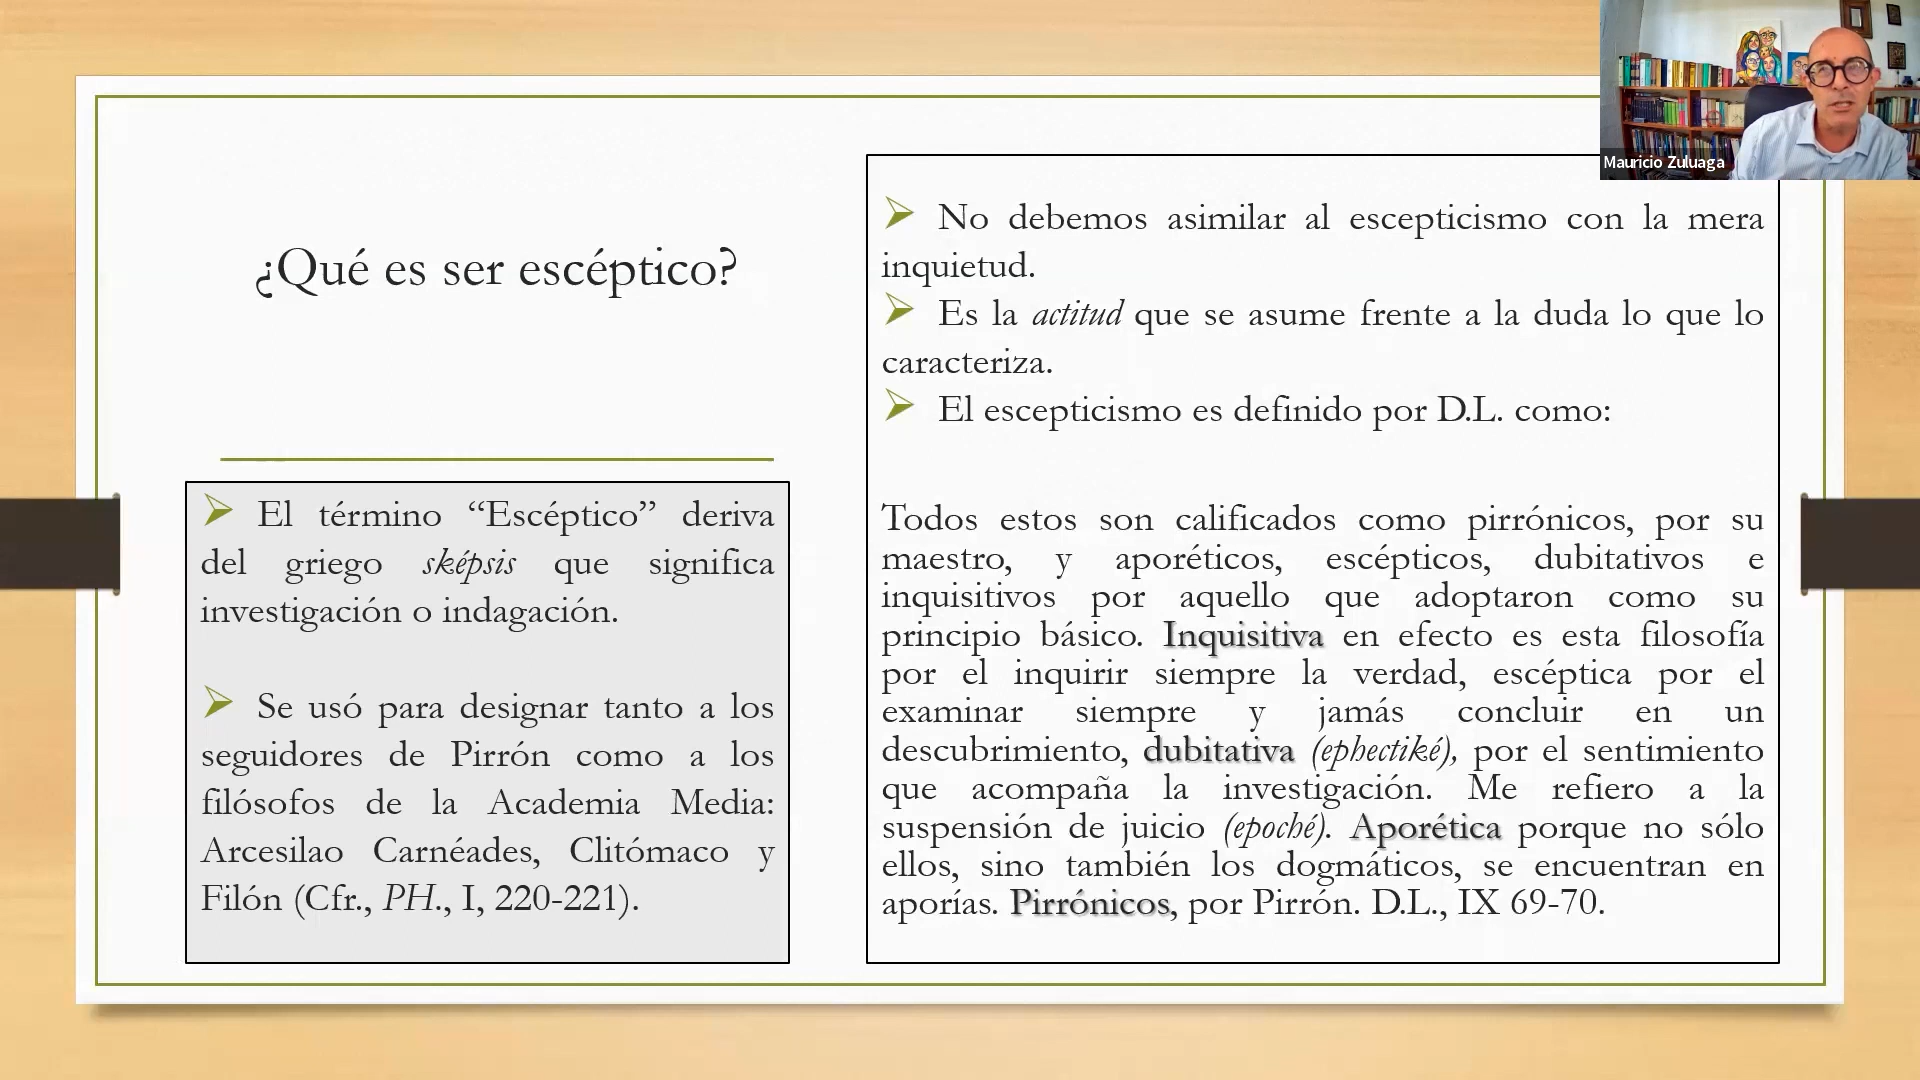 ¿Qué es ser escéptico?
➢ El término “Escéptico” deriva
del griego sképsis que significa
investigación o indagación.
➢ Se usó para designar tanto a los
seguidores de Pirrón como a los
filósofos de la Academia Media:
Arcesilao Carnéades, Clitómaco y
Filón (Cfr., PH., I, 220-221).
➢ No debemos asimilar al escepticismo con la mera
inquietud.
➢ Es la actitud que se asume frente a la duda lo que lo
caracteriza.
➢ El escepticismo es definido por D.L. como:
Todos estos son calificados como pirrónicos, por su
maestro, y aporéticos, escépticos, dubitativos e
inquisitivos por aquello que adoptaron como su
principio básico. Inquisitiva en efecto es esta filosofía
por el inquirir siempre la verdad, escéptica por el
examinar siempre y jamás concluir en un
descubrimiento, dubitativa (ephectiké), por el sentimiento
que acompaña la investigación. Me refiero a la
suspensión de juicio (epoché). Aporética porque no sólo
ellos, sino también los dogmáticos, se encuentran en
aporías. Pirrónicos, por Pirrón. D.L., IX 69-70.
Mauricio Zuluaga